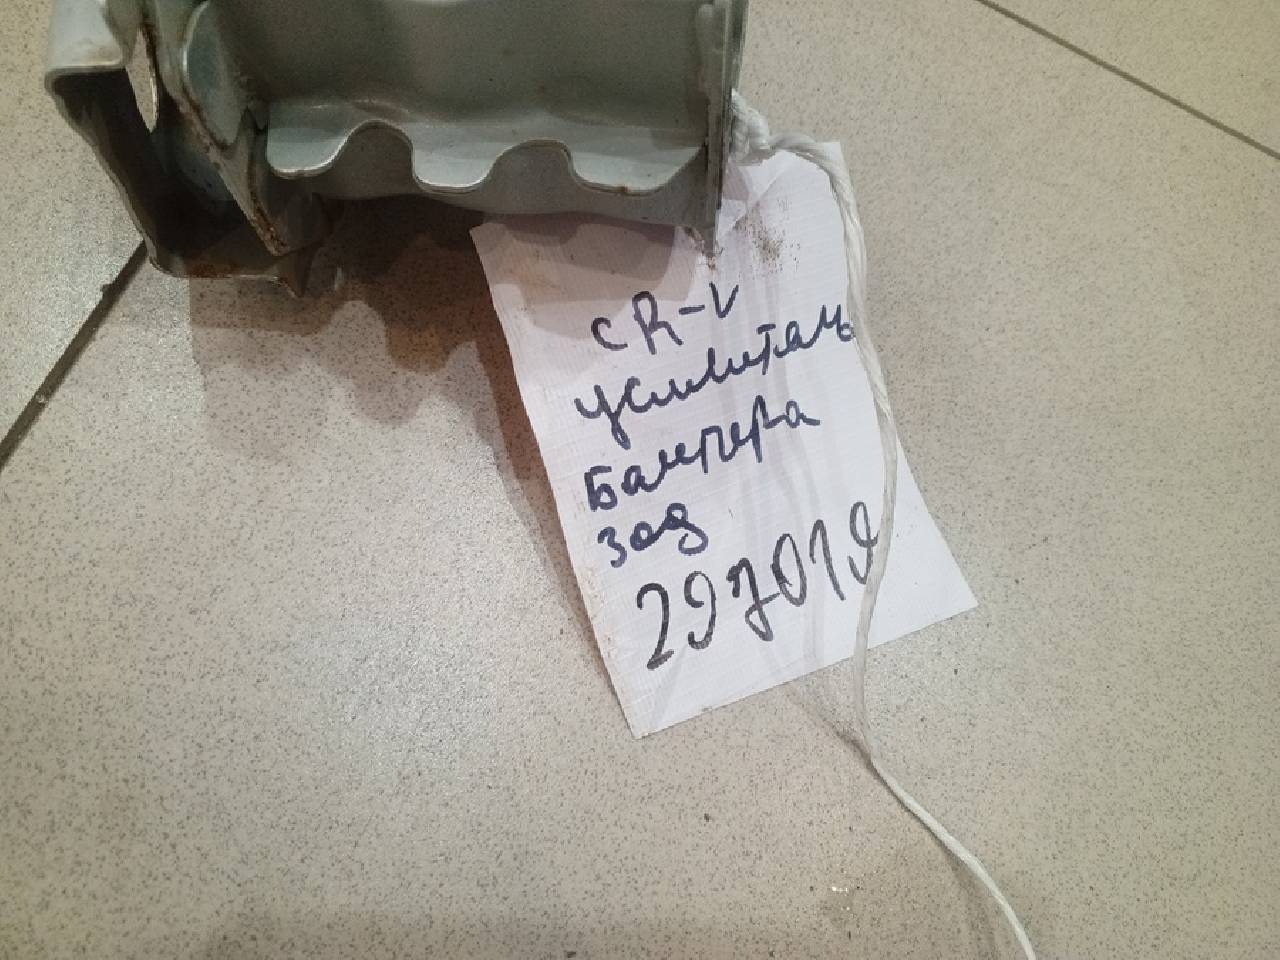 CR-V
усилитель
Бампера
зад
297019